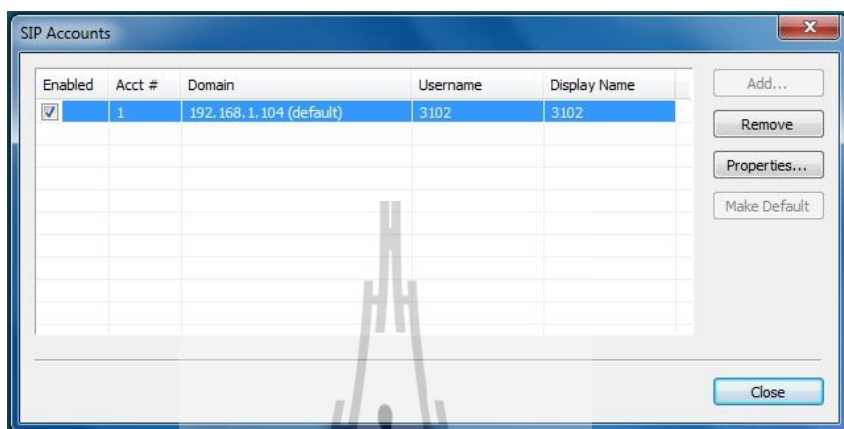 SIP Accounts
Enabled Acct # Domain Username Display Name
1 192.168.1.104 (default) 3102 3102
Add...
Remove
Properties...
Make Default
Close